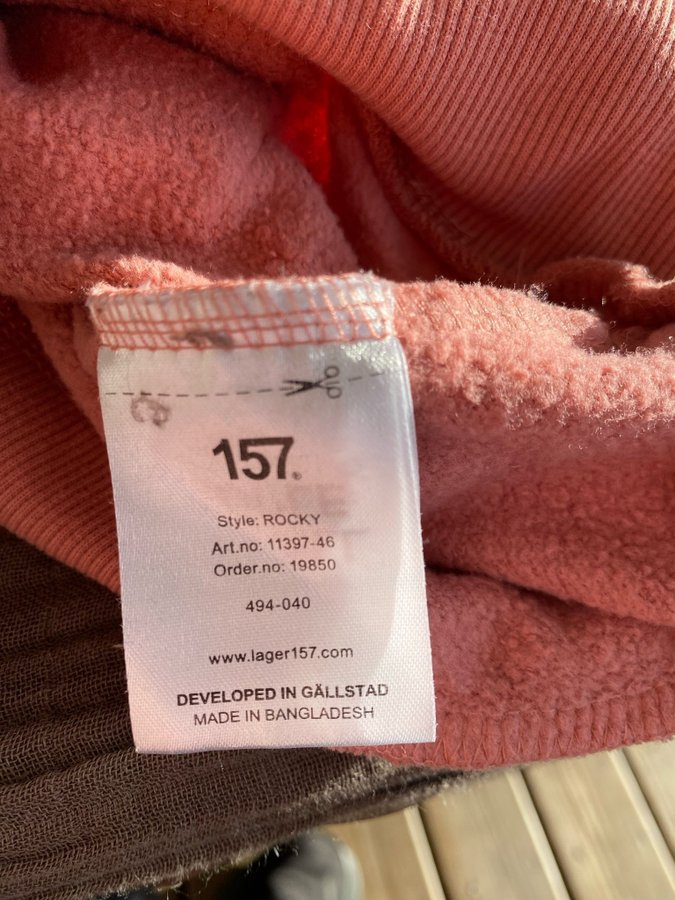 157
Style: ROCKY
Art.no: 11397-46
Order.no: 19850
494-040
www.lager157.com
DEVELOPED IN GÄLLSTAD
MADE IN BANGLADESH